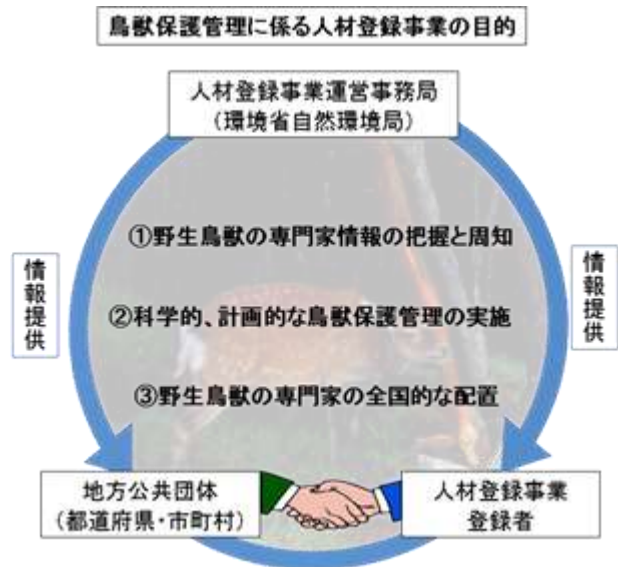 鳥獣保護管理に係る人材登録事業の目的
人材登録事業運営事務局
(環境省自然環境局)
①野生鳥獣の専門家情報の把握と周知
情報提供
情報提供
②科学的、計画的な鳥獣保護管理の実施
③野生鳥獣の専門家の全国的な配置
地方公共団体
(都道府県・市町村)
人材登録事業
登録者